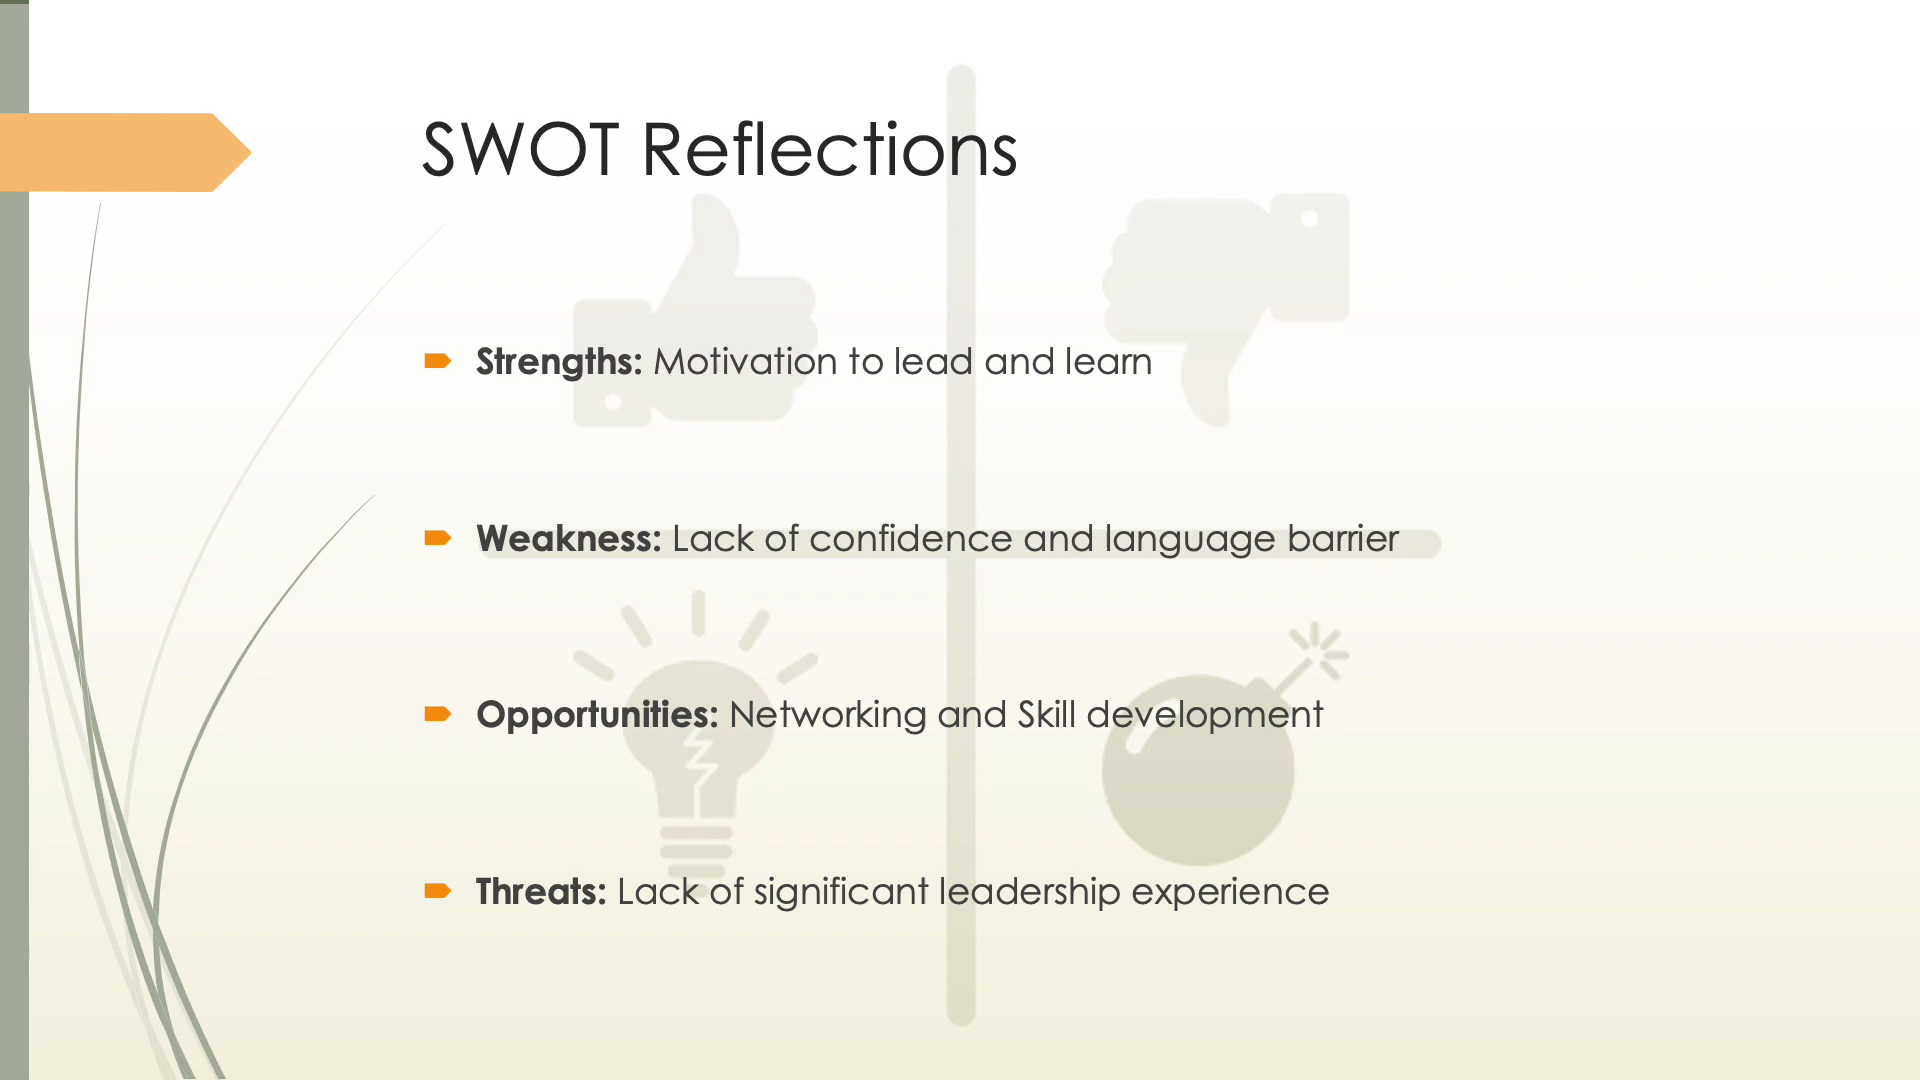 SWOT Reflections
Strengths: Motivation to lead and learn
Weakness: Lack of confidence and language barrier
Opportunities: Networking and Skill development
Threats: Lack of significant leadership experience